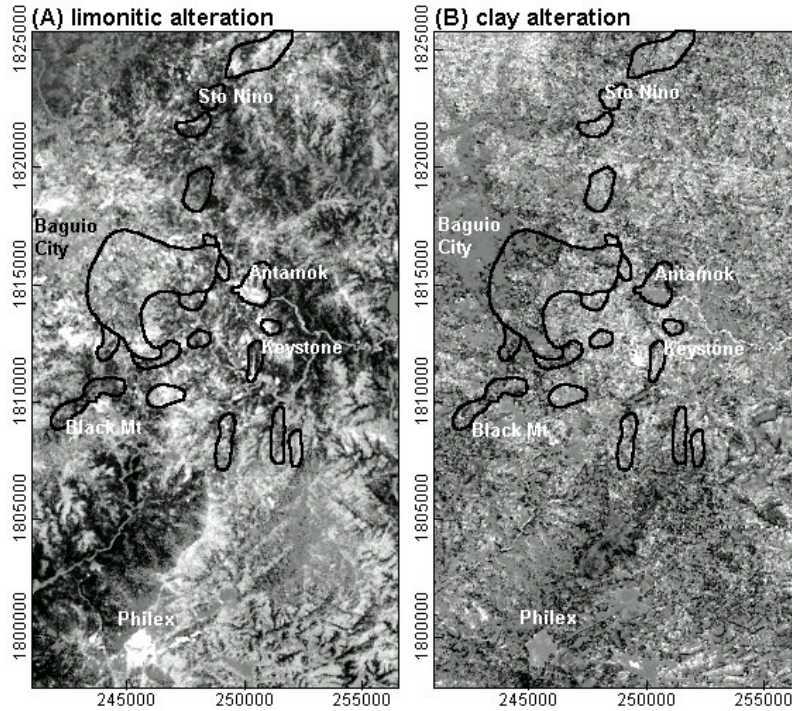 (A) limonitic alteration
(B) clay alteration
1825000
1820000
1815000
1810000
1805000
1800000
Sto Nino
Baguio
City
Antamok
Keystone
Black Mt
Philex
245000
250000
255000
1825000
1820000
1815000
1810000
1805000
1800000
Sto Nino
Baguio
City
Antamok
Keystone
Black Mt
Philex
245000
250000
255000